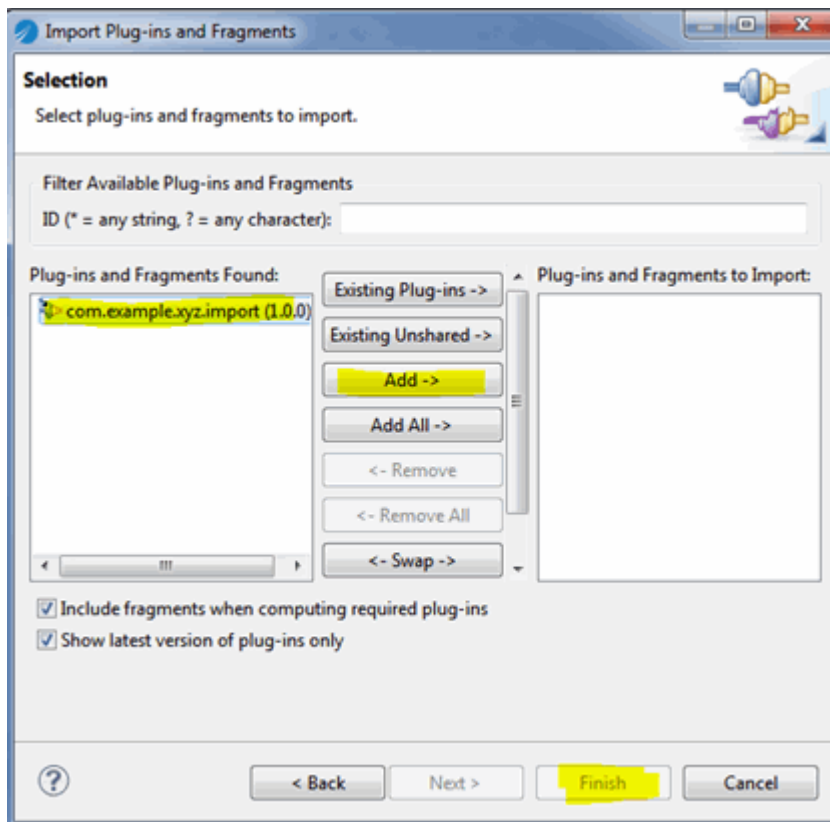 Import Plug-ins and Fragments
Selection
Select plug-ins and fragments to import.
Filter Available Plug-ins and Fragments
ID (* = any string, ? = any character):
Plug-ins and Fragments Found:
com.example.xyz.import (1.0.0)
Existing Plug-ins ->
Existing Unshared ->
Add ->
Add All ->
<- Remove
<- Remove All
<- Swap ->
Plug-ins and Fragments to Import:
Include fragments when computing required plug-ins
Show latest version of plug-ins only
?
< Back
Next >
Finish
Cancel